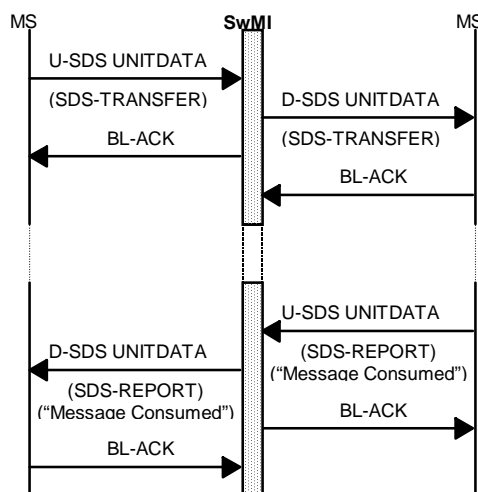 MS SwMI MS
U-SDS UNITDATA
(SDS-TRANSFER)
D-SDS UNITDATA
(SDS-TRANSFER)
BL-ACK
BL-ACK
U-SDS UNITDATA
(SDS-REPORT)
("Message Consumed")
D-SDS UNITDATA
(SDS-REPORT)
(“Message Consumed”)
BL-ACK
BL-ACK